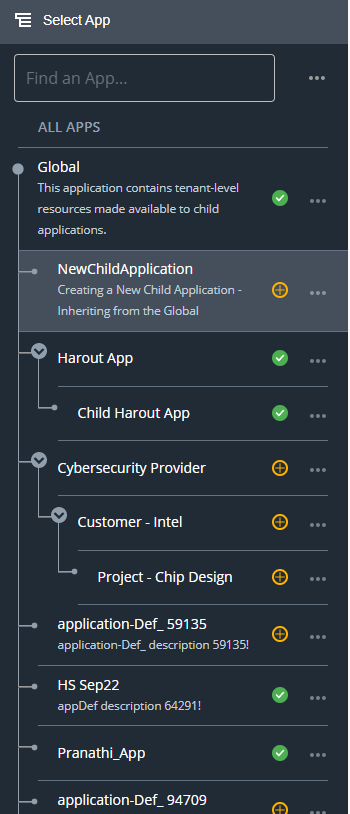 Select App
Find an App...
ALL APPS
Global
This application contains tenant-level
resources made available to child
applications.
NewChildApplication
Creating a New Child Application -
Inheriting from the Global
Harout App
Child Harout App
Cybersecurity Provider
Customer - Intel
Project - Chip Design
application-Def_ 59135
application-Def_ description 59135!
HS Sep22
appDef description 64291!
Pranathi_App
application-Def_ 94709